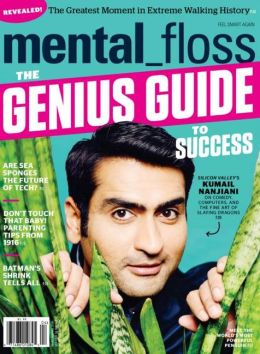 REVEALED!
The Greatest Moment in Extreme Walking History
FEEL SMART AGAIN
mental_floss
THE
GENIUS GUIDE
TO
SUCCESS
ARE SEA
SPONGES
THE FUTURE
OF TECH?
DON'T TOUCH
THAT BABY!
PARENTING
TIPS FROM
1916
BATMAN'S
SHRINK
TELLS ALL
SILICON VALLEY'S
KUMAIL
NANJIANI
ON COMEDY,
COMPUTERS, AND
THE FINE ART OF
SLAYING DRAGONS
MEET THE
WORLD'S MOST
POWERFUL